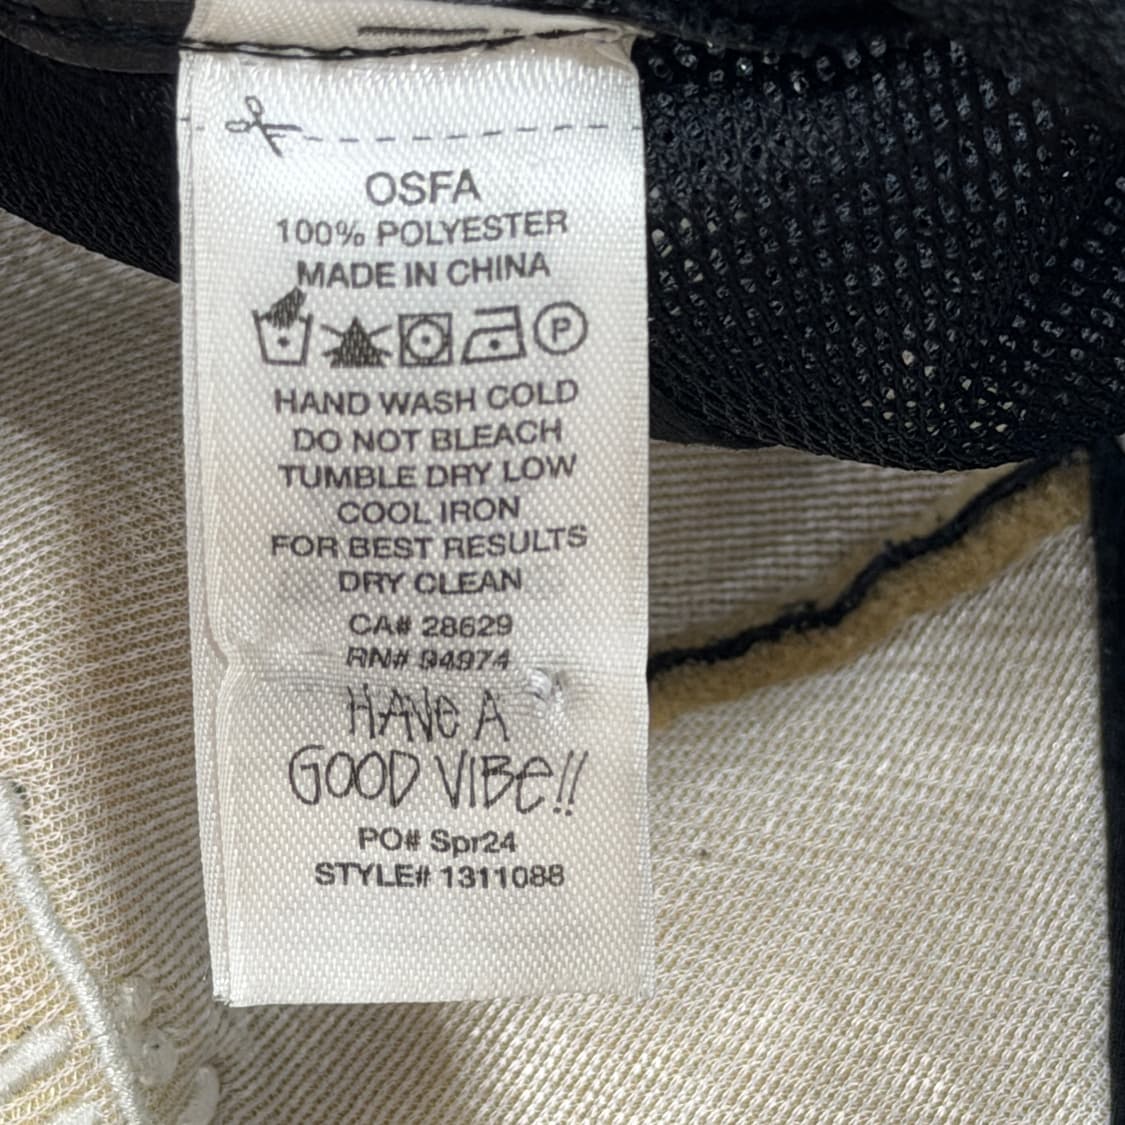 OSFA
100% POLYESTER
MADE IN CHINA
P
HAND WASH COLD
DO NOT BLEACH
TUMBLE DRY LOW
COOL IRON
FOR BEST RESULTS
DRY CLEAN
CA# 28629
RN# 94974
HAVE A
GOOD VIBE!!
PO# Spr24
STYLE# 1311088